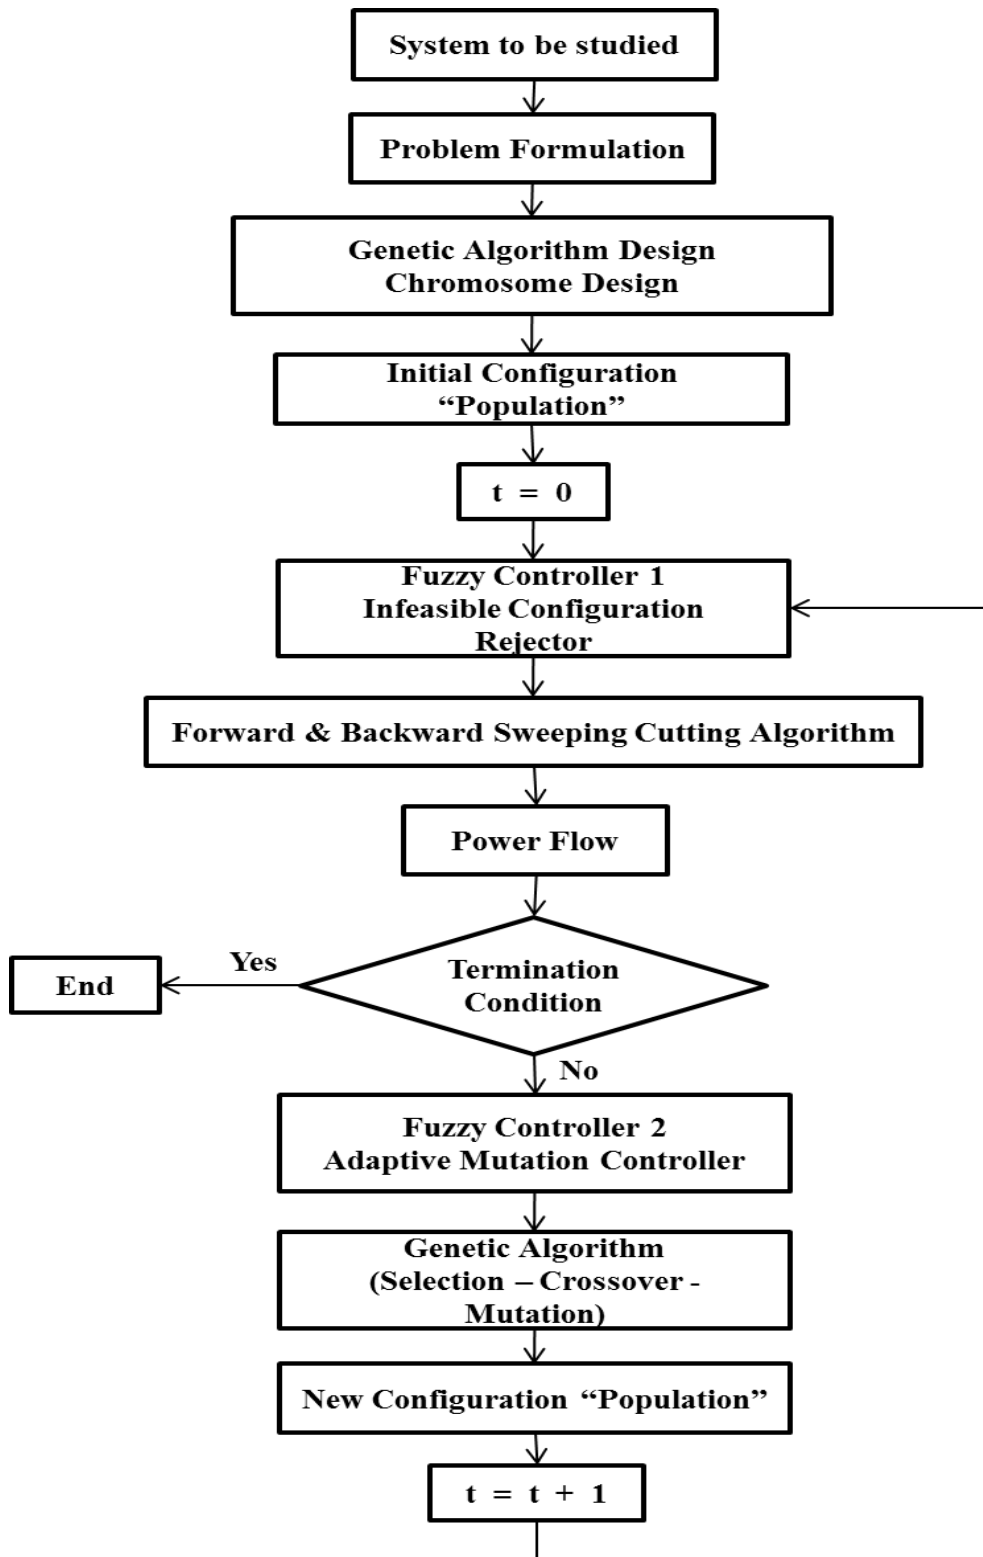 System to be studied
Problem Formulation
Genetic Algorithm Design
Chromosome Design
Initial Configuration
“Population”
t = 0
Fuzzy Controller 1
Infeasible Configuration
Rejector
Forward & Backward Sweeping Cutting Algorithm
Power Flow
Termination
Condition
Yes
End
No
Fuzzy Controller 2
Adaptive Mutation Controller
Genetic Algorithm
(Selection – Crossover -
Mutation)
New Configuration “Population”
t = t + 1